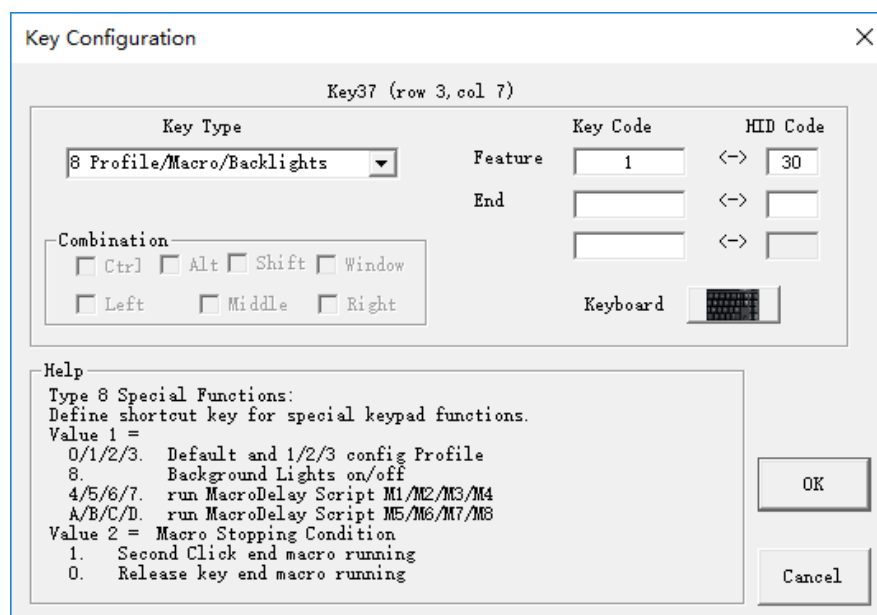 Key Configuration
Key37 (row 3, col 7)
Key Type
Key Code
HID Code
8 Profile/Macro/Backlights
Feature
1
<->
30
End
<->
<->
Combination
Ctrl Alt Shift Window
Left Middle Right
Keyboard
Help
Type 8 Special Functions:
Define shortcut key for special keypad functions.
Value 1 =
0/1/2/3. Default and 1/2/3 config Profile
8. Background Lights on/off
4/5/6/7. run MacroDelay Script M1/M2/M3/M4
A/B/C/D. run MacroDelay Script M5/M6/M7/M8
Value 2 = Macro Stopping Condition
1. Second Click end macro running
0. Release key end macro running
OK
Cancel